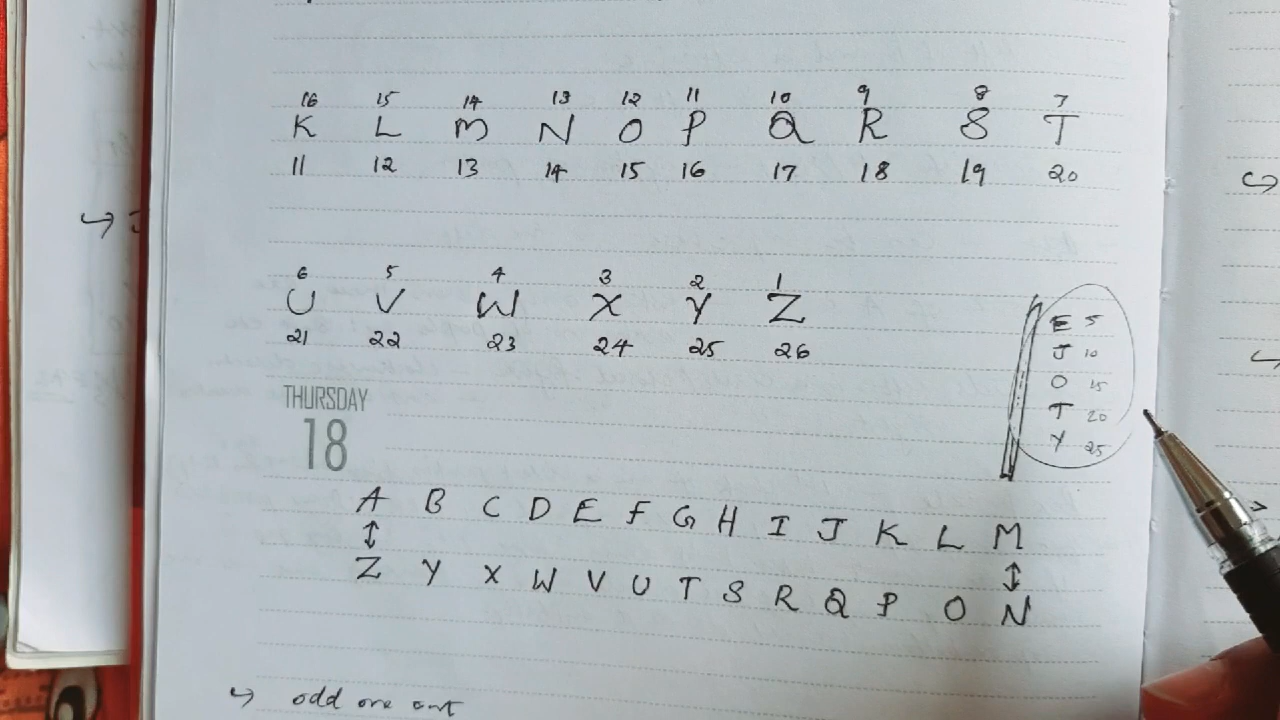 16 15 14 13 12 11 10 9 8 7
K L M N O P Q R S T
11 12 13 14 15 16 17 18 19 20
6 5 4 3 2 1
U V W X Y Z
21 22 23 24 25 26
E 5
J 10
O 15
T 20
Y 25
THURSDAY
18
A B C D E F G H I J K L M
↕ ↕
Z Y X W V U T S R Q P O N
↪ odd one out